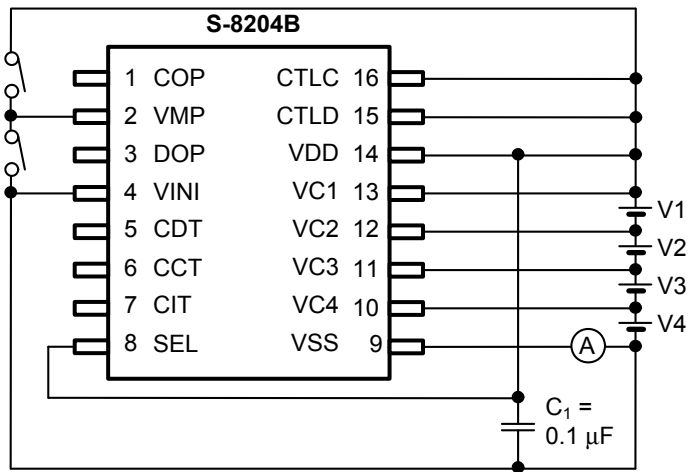 S-8204B
1 COP CTLC 16
2 VMP CTLD 15
3 DOP VDD 14
4 VINI VC1 13
V1
5 CDT VC2 12
V2
6 CCT VC3 11
V3
7 CIT VC4 10
V4
8 SEL VSS 9
A
C₁ =
0.1 μF